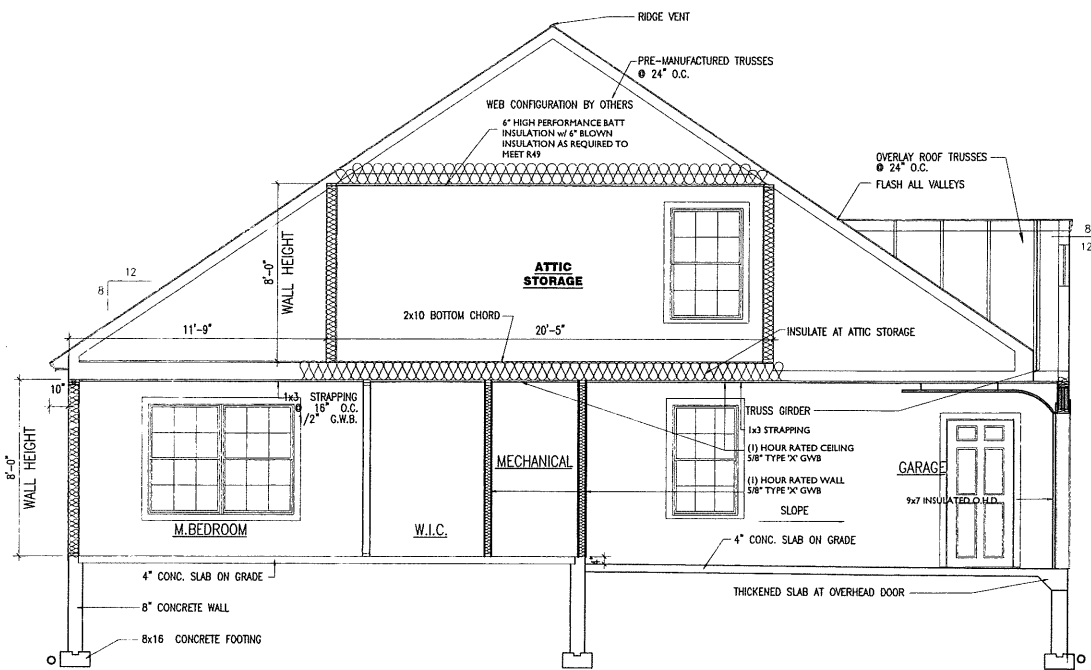 RIDGE VENT
PRE-MANUFACTURED TRUSSES
@ 24" O.C.
WEB CONFIGURATION BY OTHERS
6" HIGH PERFORMANCE BATT
INSULATION w/ 6" BLOWN
INSULATION AS REQUIRED TO
MEET R49
OVERLAY ROOF TRUSSES
@ 24" O.C.
FLASH ALL VALLEYS
8
12
12
8
8'-0"
WALL HEIGHT
ATTIC
STORAGE
2x10 BOTTOM CHORD
11'-9"
20'-5"
INSULATE AT ATTIC STORAGE
10"
1x3 STRAPPING
@ 16" O.C.
1/2" G.W.B.
TRUSS GIRDER
1x3 STRAPPING
(1) HOUR RATED CEILING
5/8" TYPE 'X' GWB
(1) HOUR RATED WALL
5/8" TYPE 'X' GWB
SLOPE
8'-0"
WALL HEIGHT
MECHANICAL
GARAGE
9x7 INSULATED O.H.D.
M.BEDROOM
W.I.C.
4"
4" CONC. SLAB ON GRADE
4" CONC. SLAB ON GRADE
THICKENED SLAB AT OVERHEAD DOOR
8" CONCRETE WALL
8x16 CONCRETE FOOTING